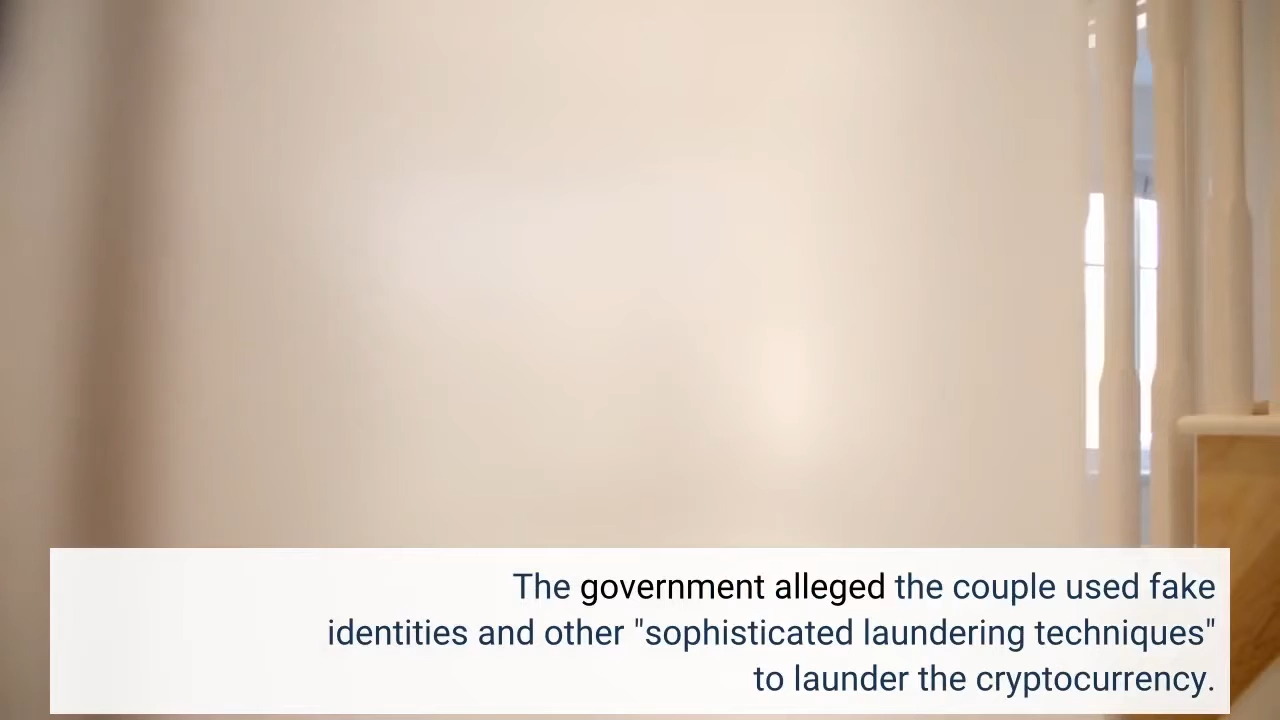 The government alleged the couple used fake
identities and other "sophisticated laundering techniques"
to launder the cryptocurrency.